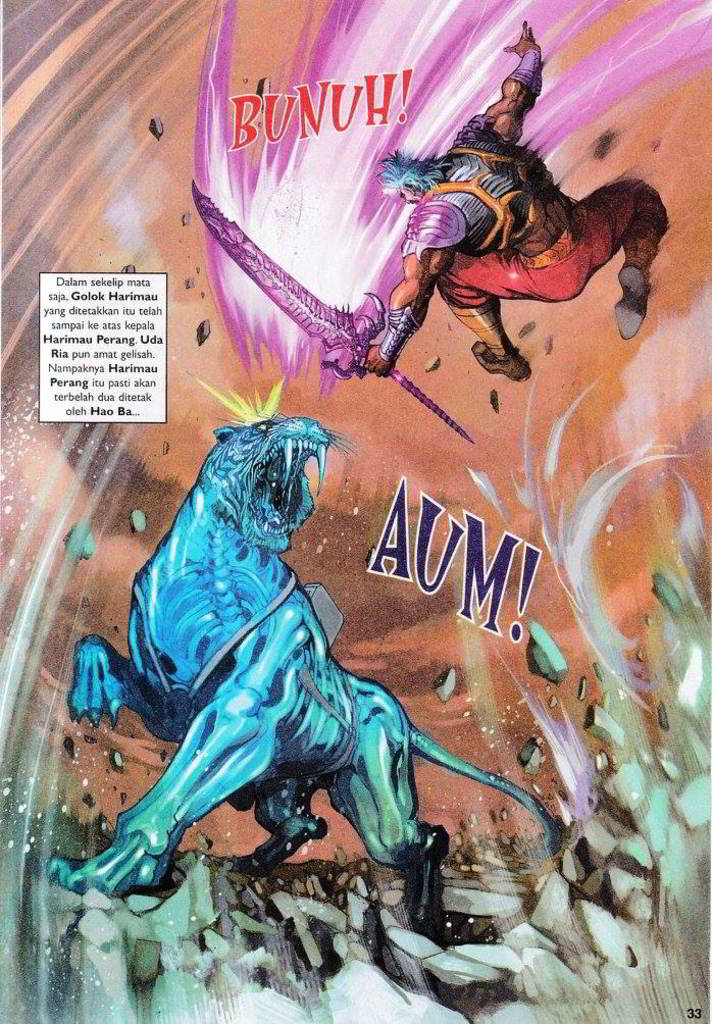 BUNUH!
Dalam sekelip mata
saja, Golok Harimau
yang ditetakkan itu telah
sampai ke atas kepala
Harimau Perang. Uda
Ria pun amat gelisah.
Nampaknya Harimau
Perang itu pasti akan
terbelah dua ditetak
oleh Hao Ba...
AUM!
33